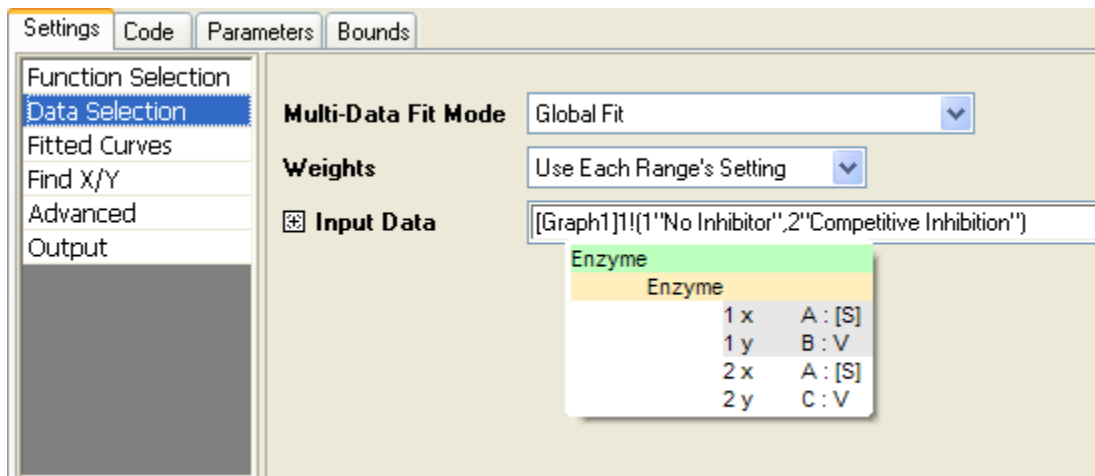 Settings Code Parameters Bounds
Function Selection
Data Selection
Fitted Curves
Find X/Y
Advanced
Output
Multi-Data Fit Mode Global Fit
Weights Use Each Range's Setting
Input Data [Graph1]1!(1"No Inhibitor",2"Competitive Inhibition")
Enzyme
Enzyme
1 x A : [S]
1 y B : V
2 x A : [S]
2 y C : V